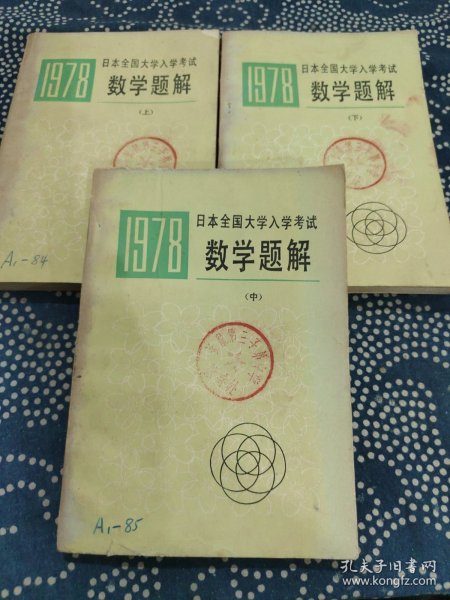 1978
日本全国大学入学考试
数学题解
（上）
A₁-84
1978
日本全国大学入学考试
数学题解
（下）
1978
日本全国大学入学考试
数学题解
（中）
A₁-85
孔夫子旧书网
www.kongfz.com